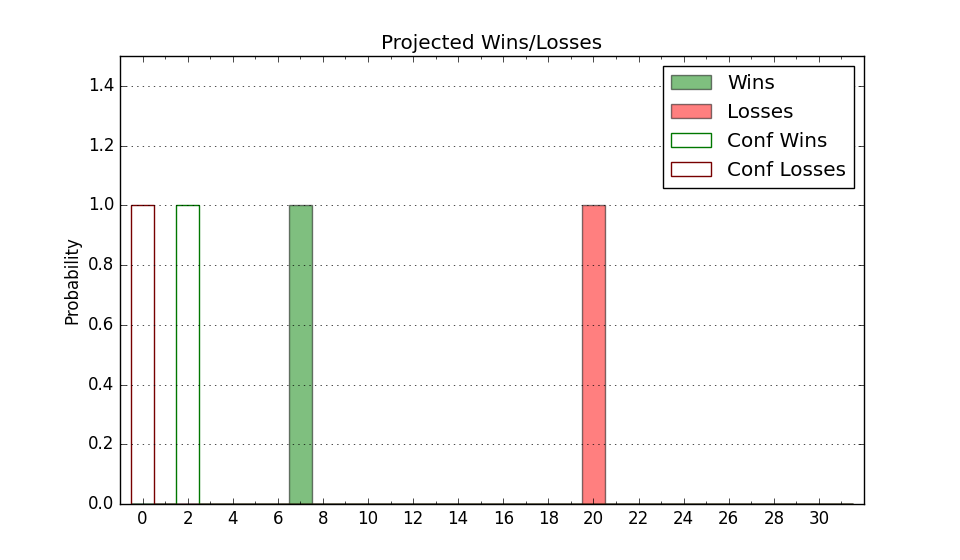 Projected Wins/Losses
Wins
Losses
Conf Wins
Conf Losses
Probability
1.4
1.2
1.0
0.8
0.6
0.4
0.2
0.0
0 2 4 6 8 10 12 14 16 18 20 22 24 26 28 30